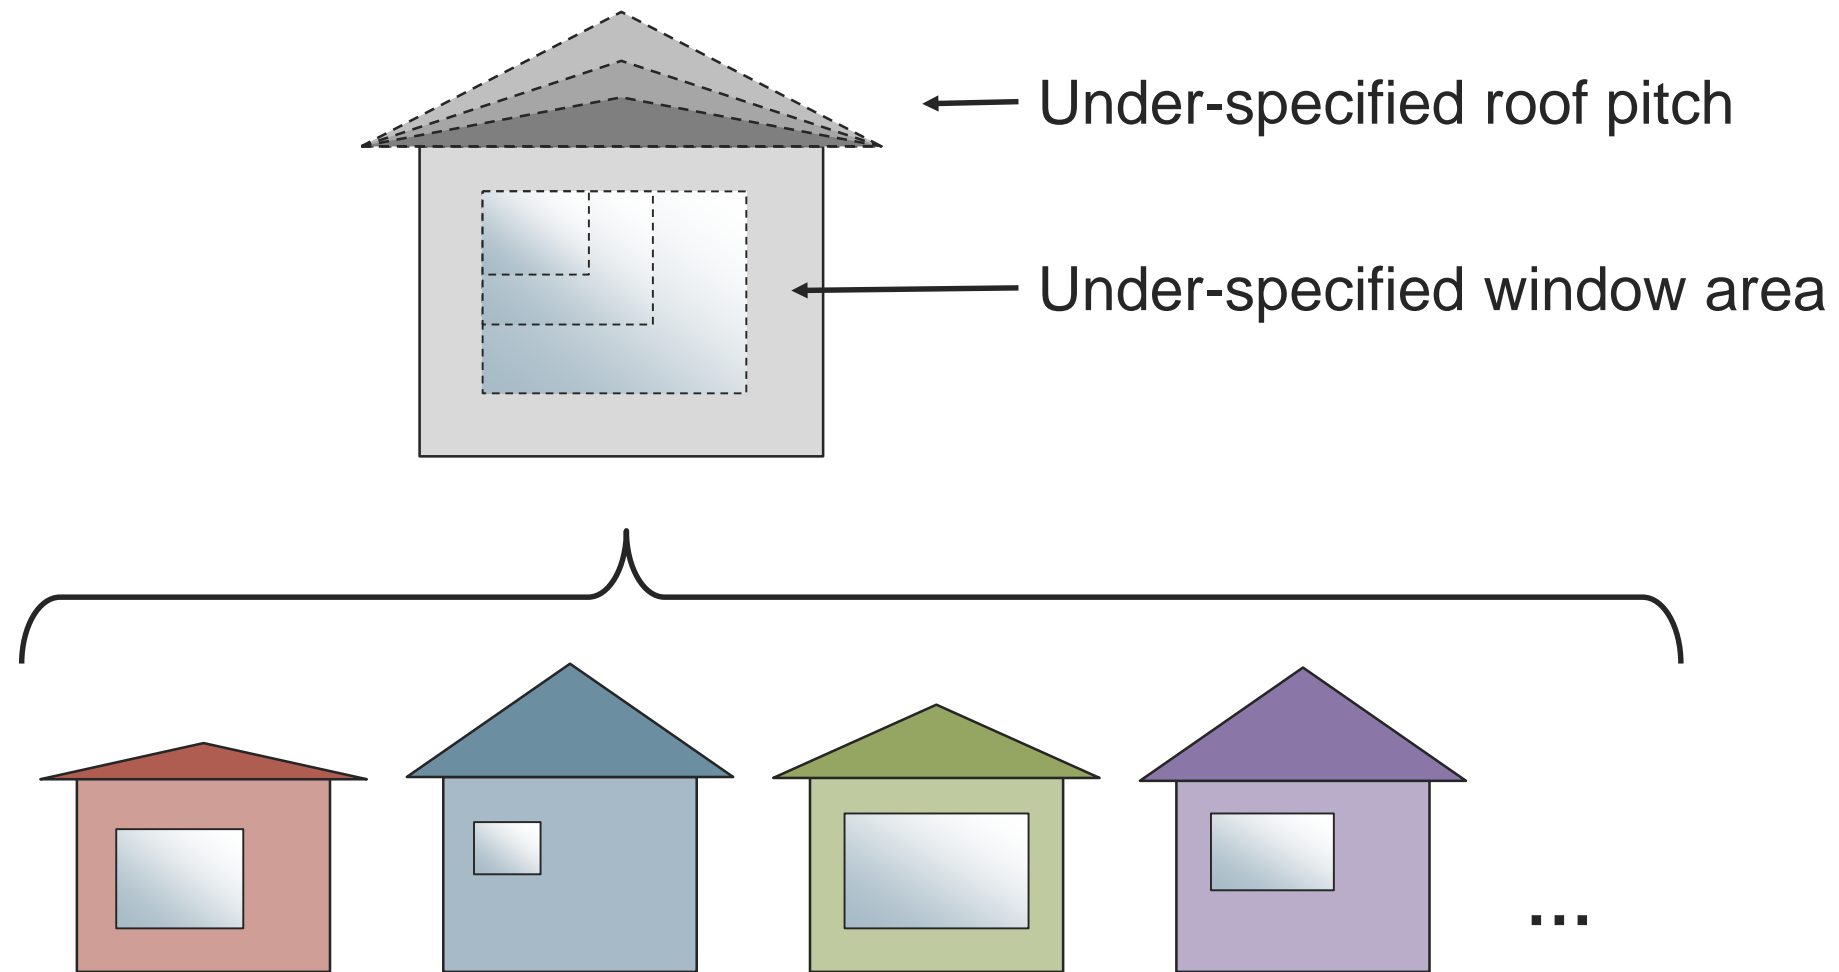 Under-specified roof pitch
Under-specified window area
...